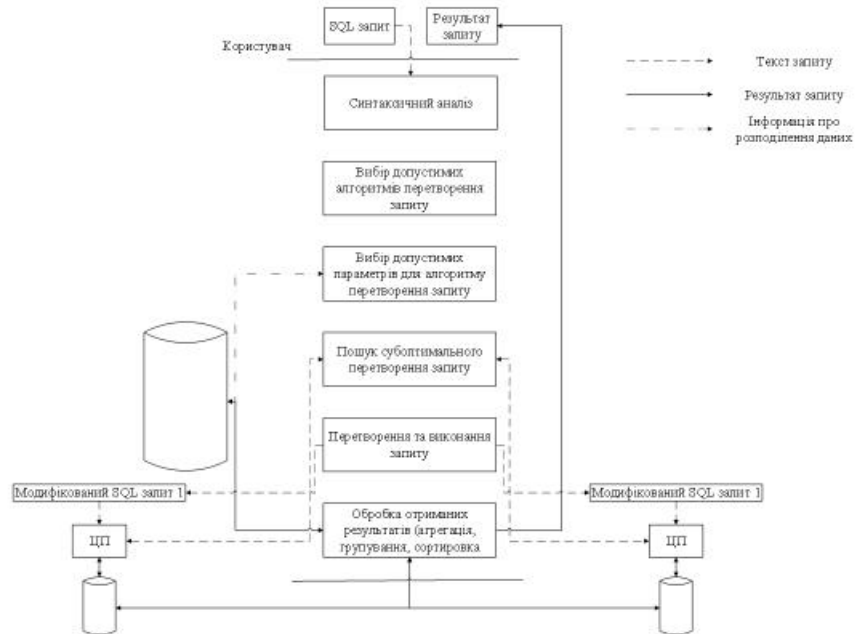 SQL запит
Результат
запиту
Користувач
Текст запиту
Результат запиту
Інформація про
розподілення даних
Синтаксичний аналіз
Вибір допустимих
алгоритмів перетворення
запиту
Вибір допустимих
параметрів для алгоритму
перетворення запиту
Пошук субоптимального
перетворення запиту
Перетворення та виконання
запиту
Модифікований SQL запит 1
Модифікований SQL запит 1
Обробка отриманих
результатів (агрегація,
групування, сортировка
ЦП
ЦП